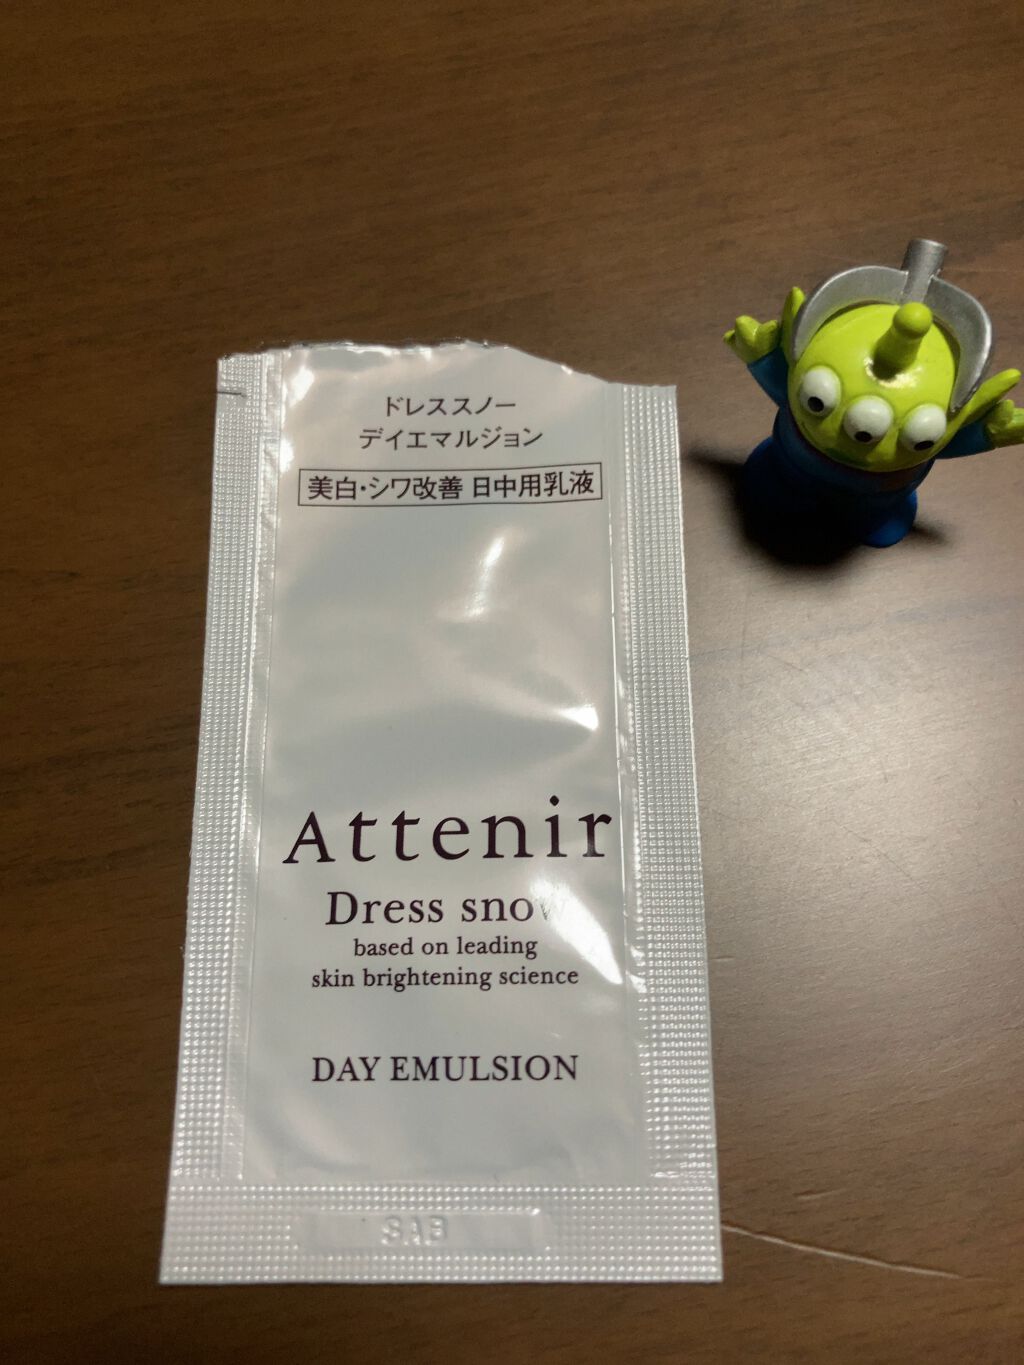 ドレススノー
デイエマルジョン
美白・シワ改善 日中用乳液
Attenir
Dress snow
based on leading
skin brightening science
DAY EMULSION